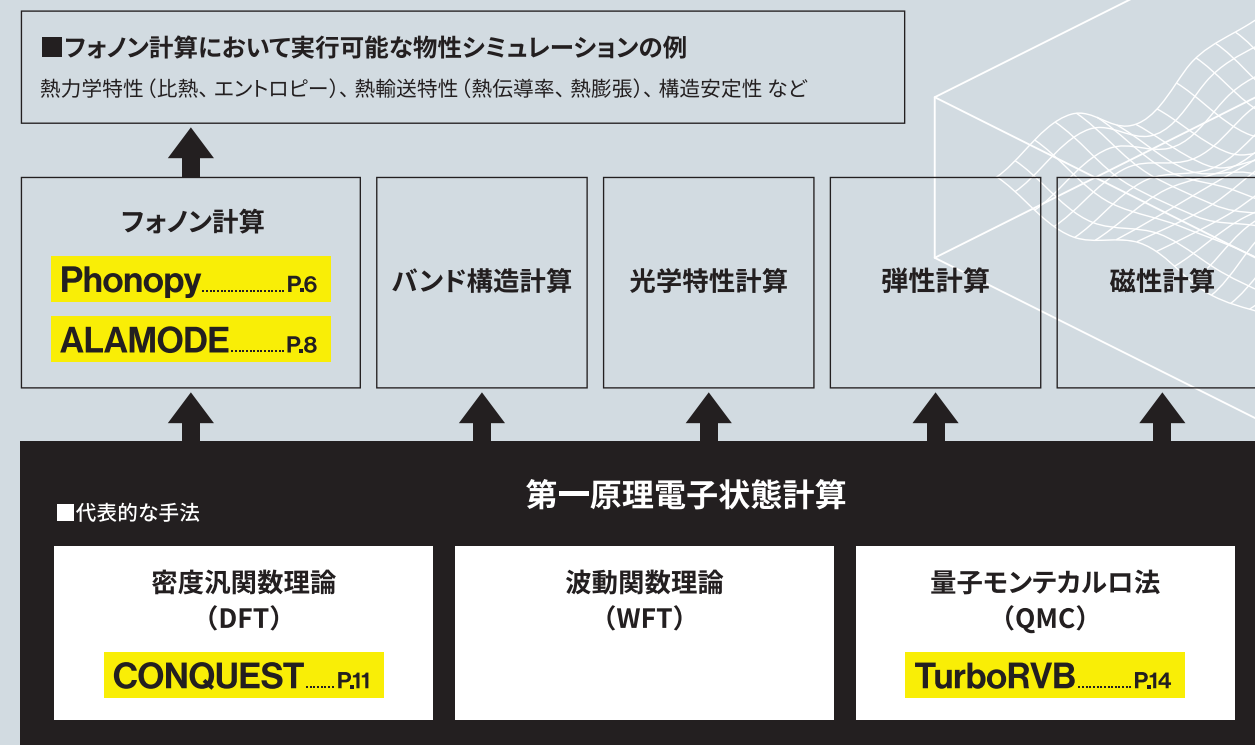 ■フォノン計算において実行可能な物性シミュレーションの例
熱力学特性（比熱、エントロピー）、熱輸送特性（熱伝導率、熱膨張）、構造安定性 など
フォノン計算
Phonopy..................P.6
ALAMODE..............P.8
バンド構造計算
光学特性計算
弾性計算
磁性計算
第一原理電子状態計算
■代表的な手法
密度汎関数理論
（DFT）
CONQUEST.......P.11
波動関数理論
（WFT）
量子モンテカルロ法
（QMC）
TurboRVB.............P.14